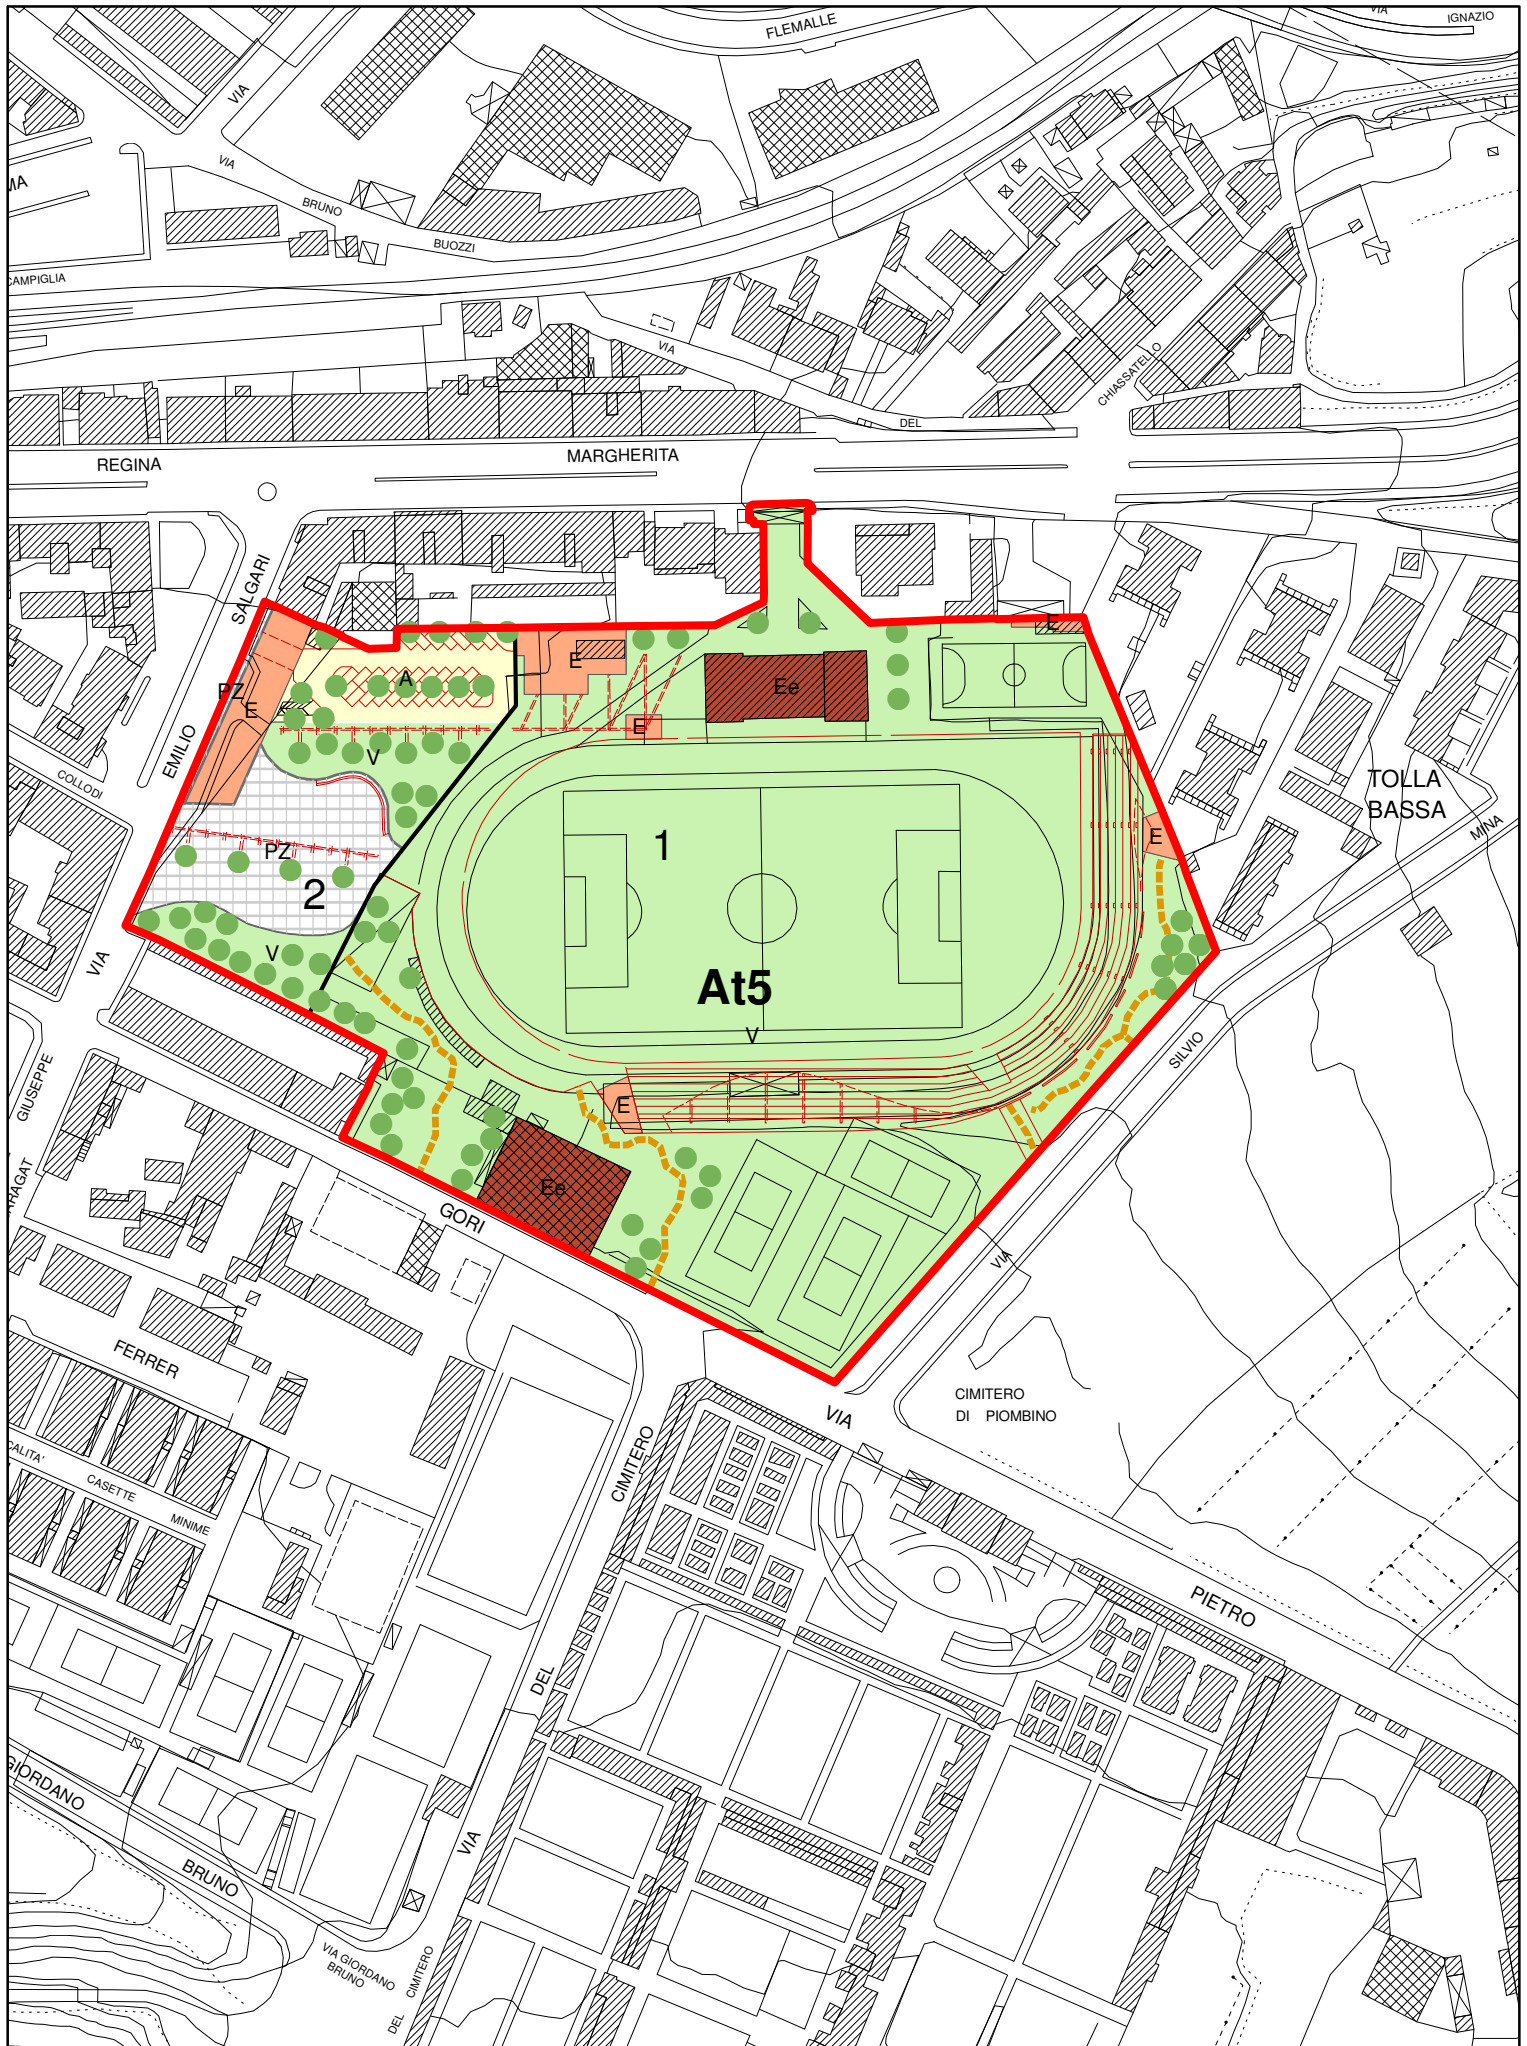 FLEMALLE
VIA
IGNAZIO
VIA
VIA
BRUNO
BUOZZI
MA
CAMPIGLIA
VIA
DEL
CHIASSATELLO
REGINA
MARGHERITA
SALGARI
EMILIO
VIA
COLLODI
GIUSEPPE
E
PZ
E
A
E
Ee
E
V
PZ
2
V
1
At5
V
E
E
Ee
TOLLA
BASSA
MINA
SILVIO
VIA
GORI
FERRER
CASETTE
MINIME
CIMITERO
DEL
VIA
VIA
CIMITERO
DI PIOMBINO
PIETRO
GIORDANO
BRUNO
VIA GIORDANO
BRUNO
CIMITERO
DEL